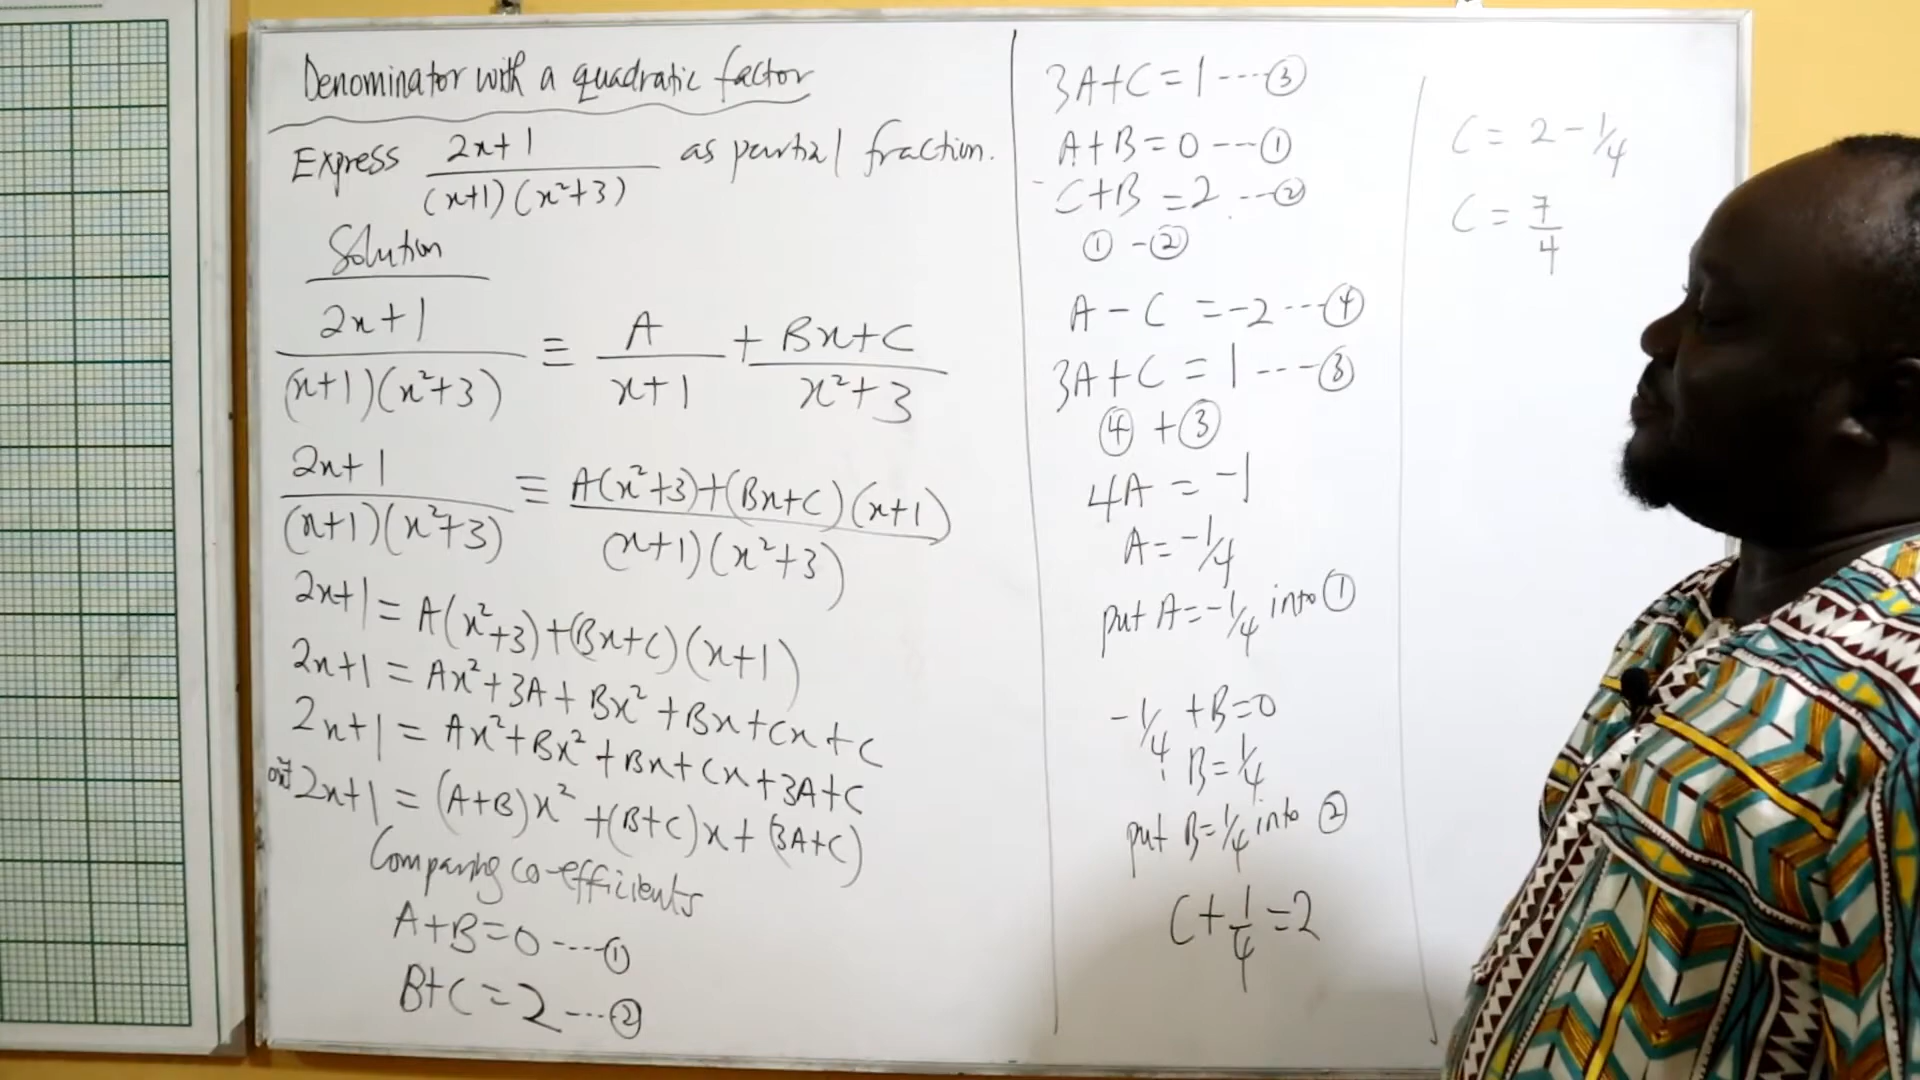 Denominator with a quadratic factor
Express 2x+1 / (x+1)(x²+3) as partial fraction.
Solution
2x+1 / (x+1)(x²+3) ≡ A / x+1 + Bx+C / x²+3
2x+1 / (x+1)(x²+3) ≡ A(x²+3)+(Bx+C)(x+1) / (x+1)(x²+3)
2x+1 = A(x²+3)+(Bx+C)(x+1)
2x+1 = Ax²+3A+Bx²+Bx+Cx+C
2x+1 = Ax²+Bx²+Bx+Cx+3A+C
2x+1 = (A+B)x²+(B+C)x+(3A+C)
Comparing co-efficients
A+B=0 ----①
B+C=2 ----②
3A+C=1 ----③
A+B=0 ---①
C+B=2 ---②
① - ②
A-C = -2 ---④
3A+C = 1 ----③
④ + ③
4A = -1
A = -1/4
put A=-1/4 into ①
-1/4 +B=0
B=1/4
put B=1/4 into ②
C+1/4=2
C = 2-1/4
C = 7/4